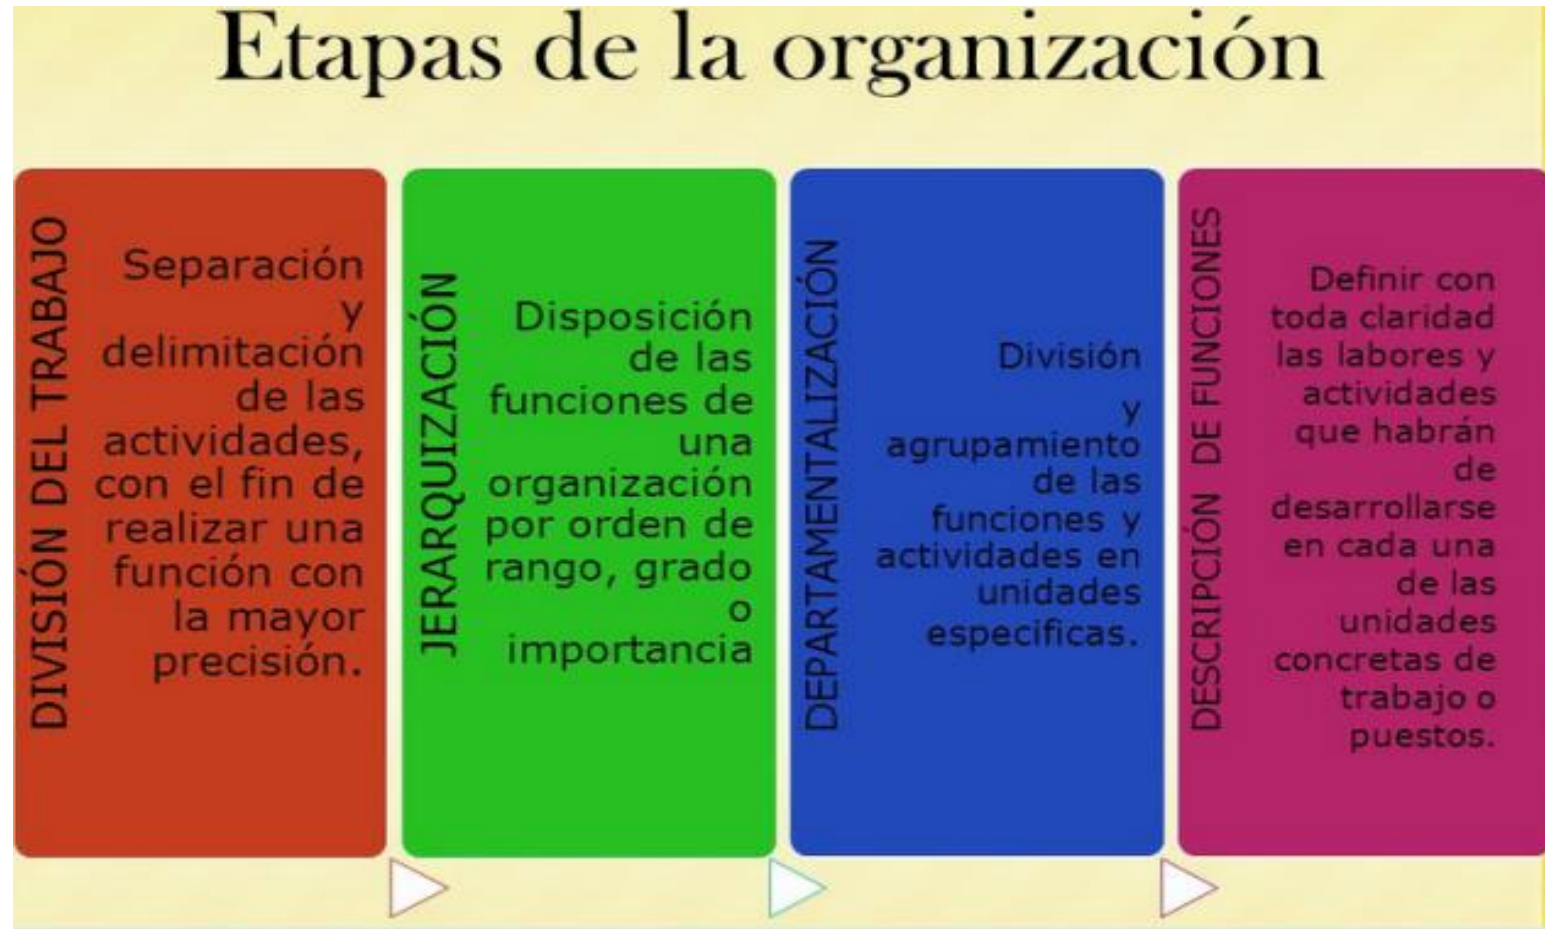 Etapas de la organización
DIVISIÓN DEL TRABAJO
Separación
y
delimitación
de las
actividades,
con el fin de
realizar una
función con
la mayor
precisión.
JERARQUIZACIÓN
Disposición
de las
funciones de
una
organización
por orden de
rango, grado
o
importancia
DEPARTAMENTALIZACIÓN
División
y
agrupamiento
de las
funciones y
actividades en
unidades
especificas.
DESCRIPCIÓN DE FUNCIONES
Definir con
toda claridad
las labores y
actividades
que habrán
de
desarrollarse
en cada una
de las
unidades
concretas de
trabajo o
puestos.